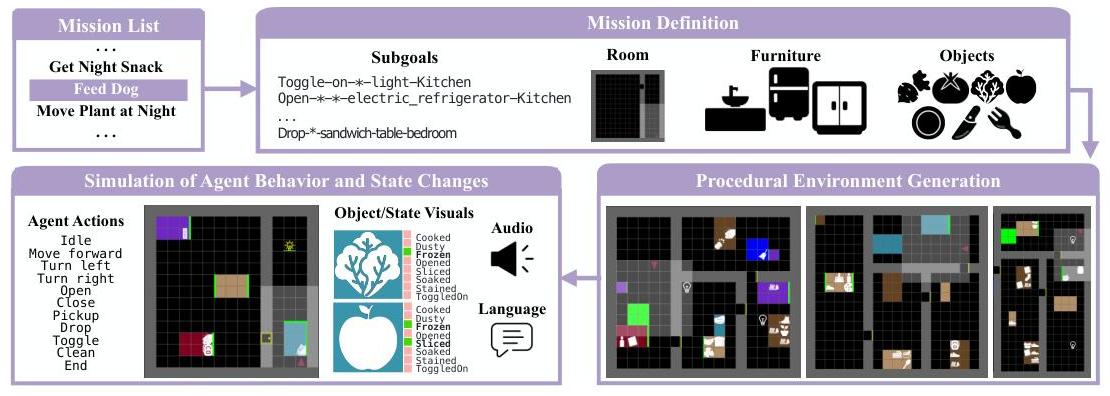 Mission List
...
Get Night Snack
Feed Dog
Move Plant at Night
...
Mission Definition
Subgoals
Toggle-on-*-light-Kitchen
Open-*-*-electric_refrigerator-Kitchen
...
Drop-*-sandwich-table-bedroom
Room
Furniture
Objects
Simulation of Agent Behavior and State Changes
Agent Actions
Idle
Move forward
Turn left
Turn right
Open
Close
Pickup
Drop
Toggle
Clean
End
Object/State Visuals
Cooked
Dusty
Frozen
Opened
Sliced
Soaked
Stained
ToggledOn
Cooked
Dusty
Frozen
Opened
Sliced
Soaked
Stained
ToggledOn
Audio
Language
Procedural Environment Generation